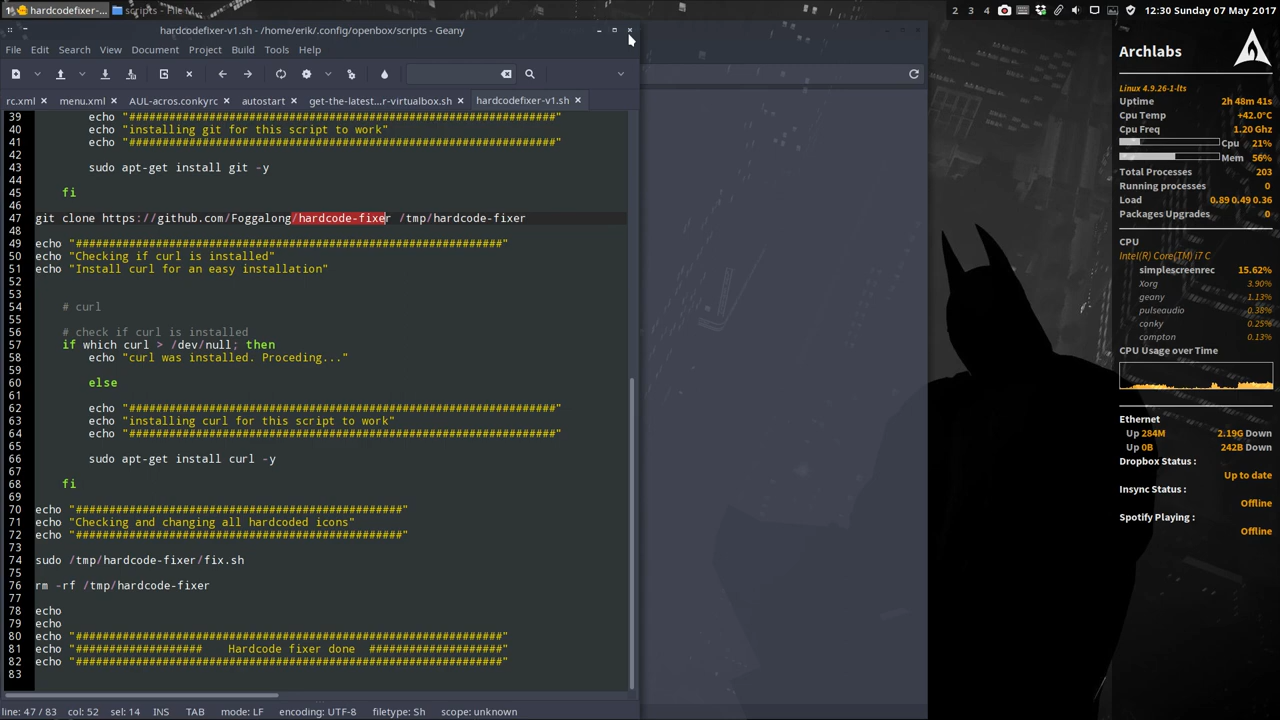 1 hardcodefixer-... scripts - File M...
2 3 4 12:30 Sunday 07 May 2017
hardcodefixer-v1.sh - /home/erik/.config/openbox/scripts - Geany
File Edit Search View Document Project Build Tools Help
rc.xml menu.xml AUL-acros.conkyrc autostart get-the-latest...r-virtualbox.sh hardcodefixer-v1.sh
39 echo "################################################################"
40 echo "installing git for this script to work"
41 echo "################################################################"
42
43 sudo apt-get install git -y
44
45 fi
46
47 git clone https://github.com/Foggalong/hardcode-fixer /tmp/hardcode-fixer
48
49 echo "################################################################"
50 echo "Checking if curl is installed"
51 echo "Install curl for an easy installation"
52
53
54 # curl
55
56 # check if curl is installed
57 if which curl > /dev/null; then
58 echo "curl was installed. Proceding..."
59
60 else
61
62 echo "################################################################"
63 echo "installing curl for this script to work"
64 echo "################################################################"
65
66 sudo apt-get install curl -y
67
68 fi
69
70 echo "#################################################"
71 echo "Checking and changing all hardcoded icons"
72 echo "#################################################"
73
74 sudo /tmp/hardcode-fixer/fix.sh
75
76 rm -rf /tmp/hardcode-fixer
77
78 echo
79 echo
80 echo "################################################################"
81 echo "################### Hardcode fixer done ####################"
82 echo "################################################################"
83
line: 47 / 83 col: 52 sel: 14 INS TAB mode: LF encoding: UTF-8 filetype: Sh scope: unknown
Archlabs
Linux 4.9.26-1-lts
Uptime 2h 48m 41s
Cpu Temp +42.0°C
Cpu Freq 1.20 Ghz
Cpu 21%
Mem 56%
Total Processes 203
Running processes 0
Load 0.89 0.49 0.36
Packages Upgrades 0
CPU
Intel(R) Core(TM) i7 C
simplescreenrec 15.62%
Xorg 3.90%
geany 1.13%
pulseaudio 0.38%
conky 0.25%
compton 0.13%
CPU Usage over Time
Ethernet
Up 284M 2.19G Down
Up 0B 242B Down
Dropbox Status :
Up to date
Insync Status :
Offline
Spotify Playing :
Offline